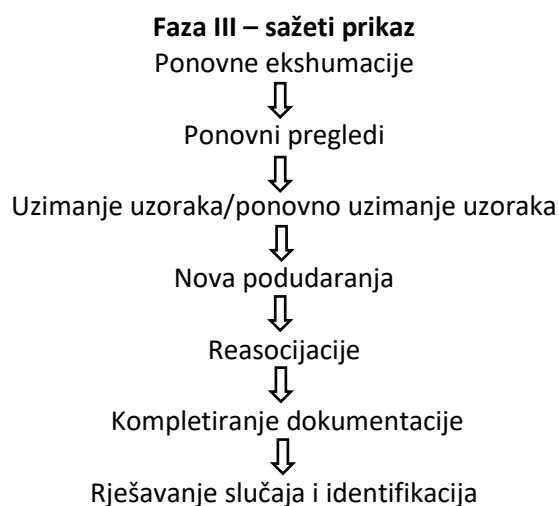 Faza III – sažeti prikaz
Ponovne ekshumacije
Ponovni pregledi
Uzimanje uzoraka/ponovno uzimanje uzoraka
Nova podudaranja
Reasocijacije
Kompletiranje dokumentacije
Rješavanje slučaja i identifikacija